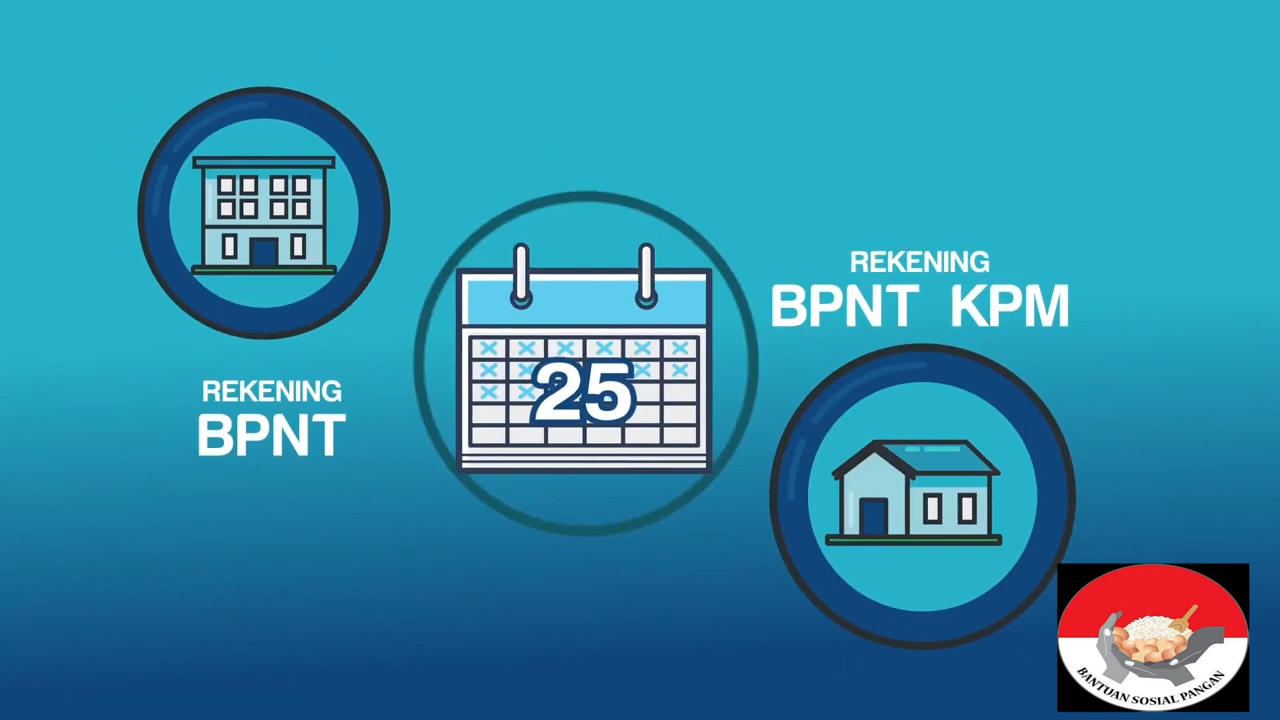 REKENING
BPNT
25
REKENING
BPNT KPM
BANTUAN SOSIAL PANGAN